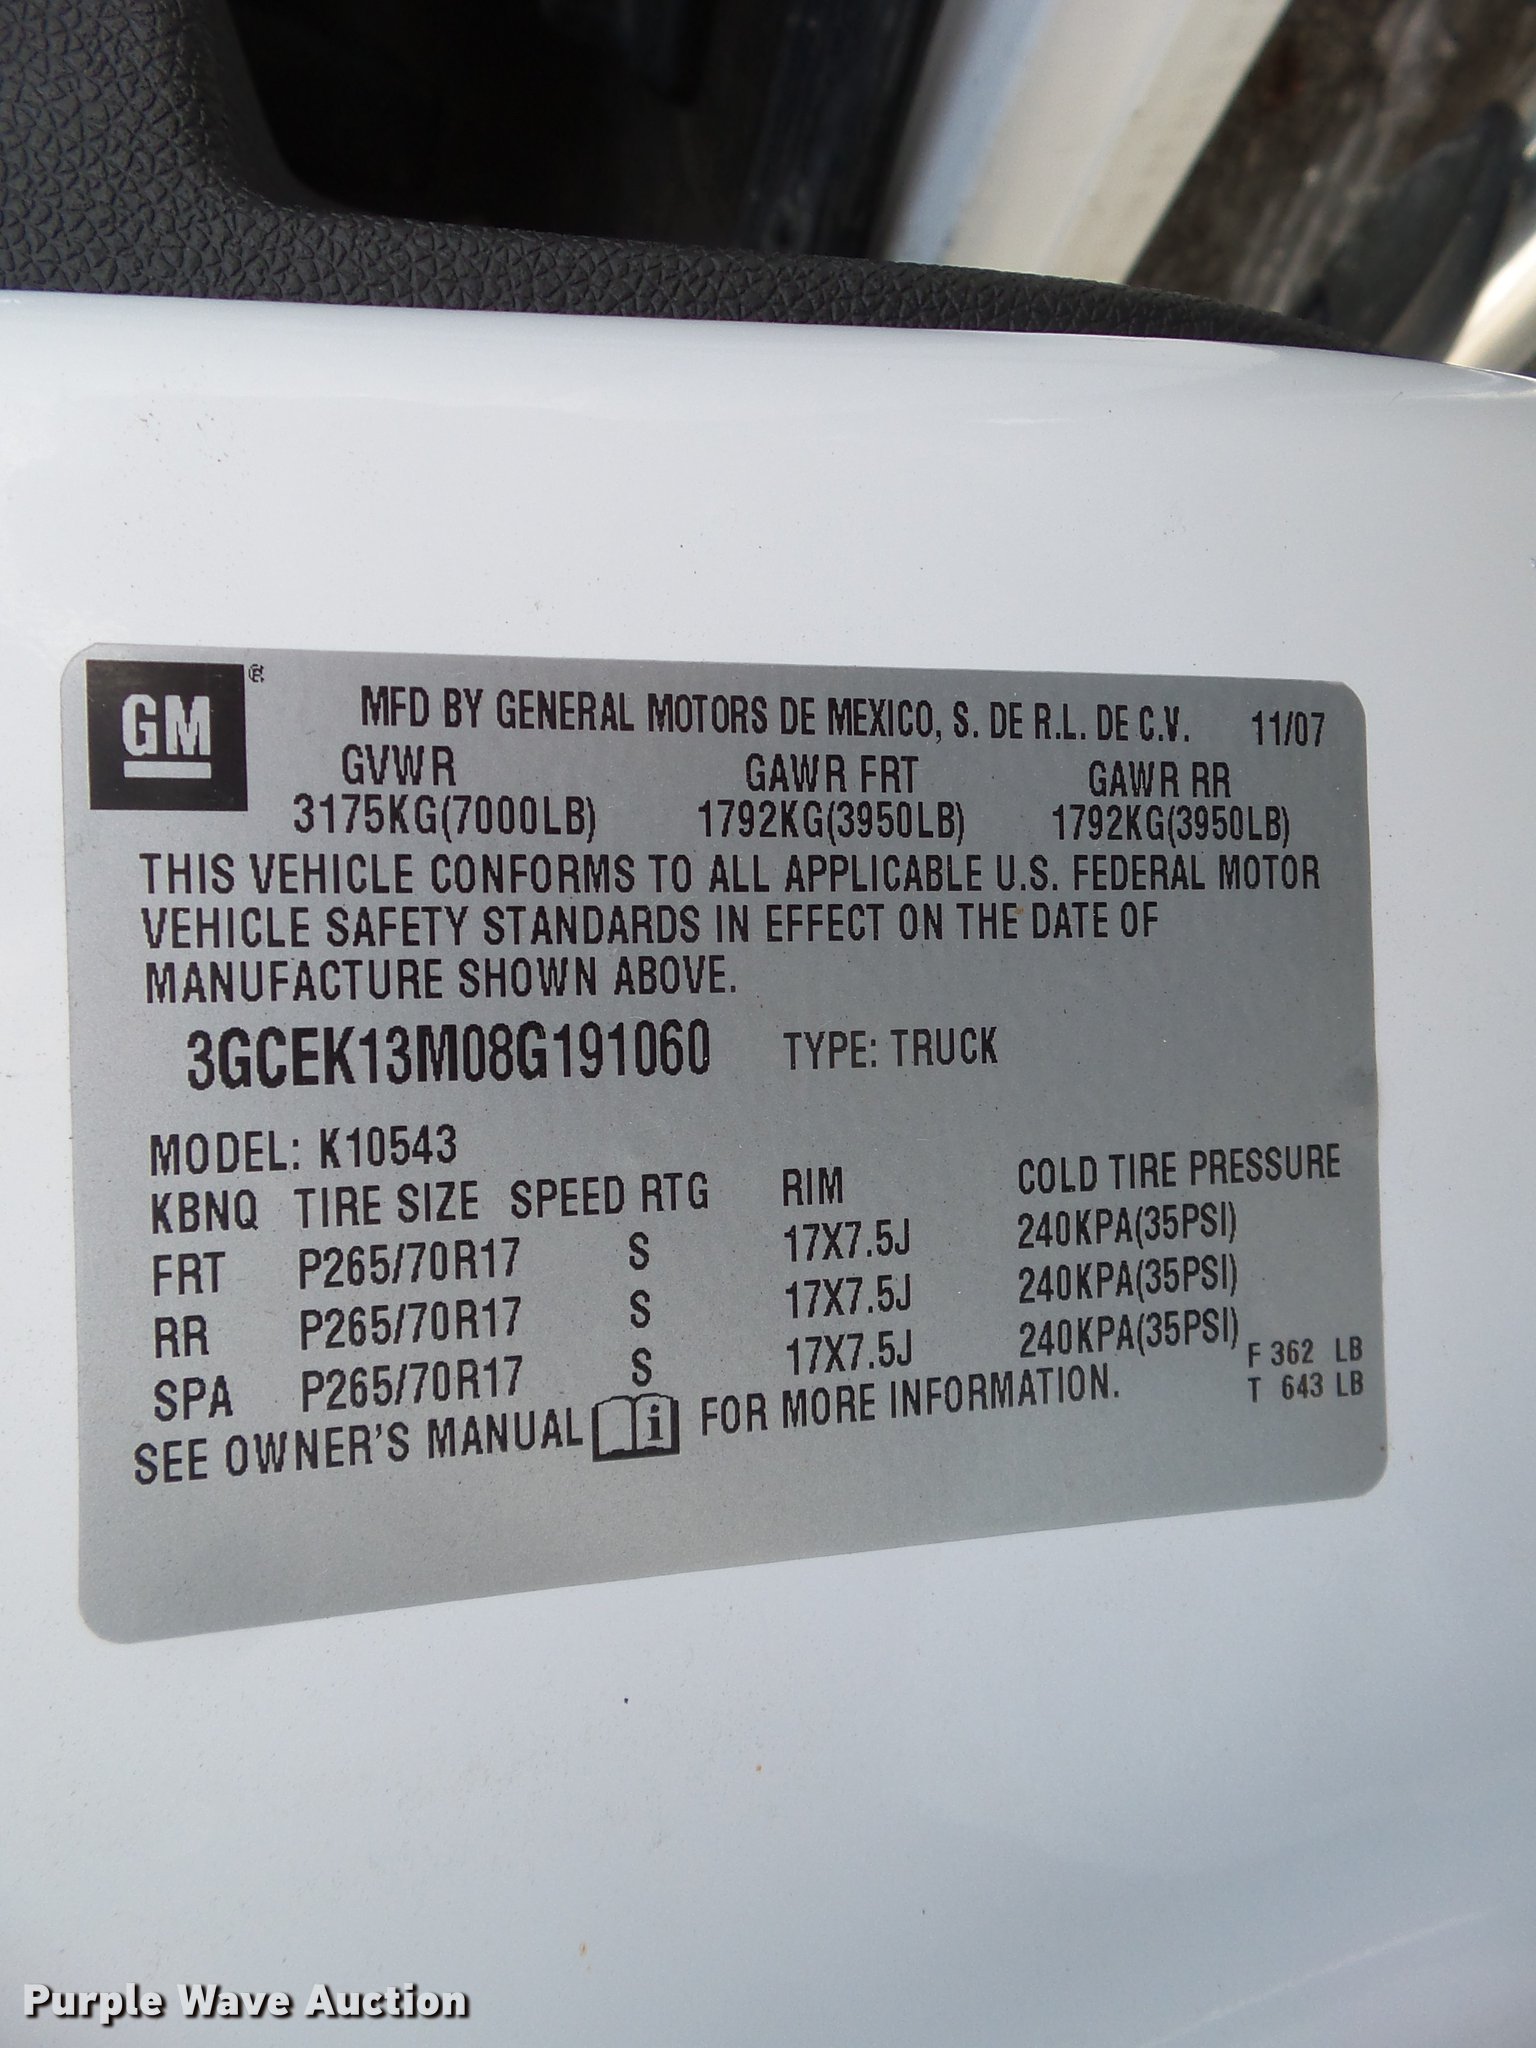 GM ®
MFD BY GENERAL MOTORS DE MEXICO, S. DE R.L. DE C.V. 11/07
GVWR GAWR FRT GAWR RR
3175KG(7000LB) 1792KG(3950LB) 1792KG(3950LB)
THIS VEHICLE CONFORMS TO ALL APPLICABLE U.S. FEDERAL MOTOR
VEHICLE SAFETY STANDARDS IN EFFECT ON THE DATE OF
MANUFACTURE SHOWN ABOVE.
3GCEK13M08G191060 TYPE: TRUCK
MODEL: K10543
KBNQ TIRE SIZE SPEED RTG RIM COLD TIRE PRESSURE
FRT P265/70R17 S 17X7.5J 240KPA(35PSI)
RR P265/70R17 S 17X7.5J 240KPA(35PSI)
SPA P265/70R17 S 17X7.5J 240KPA(35PSI)
SEE OWNER'S MANUAL i FOR MORE INFORMATION.
F 362 LB
T 643 LB
Purple Wave Auction